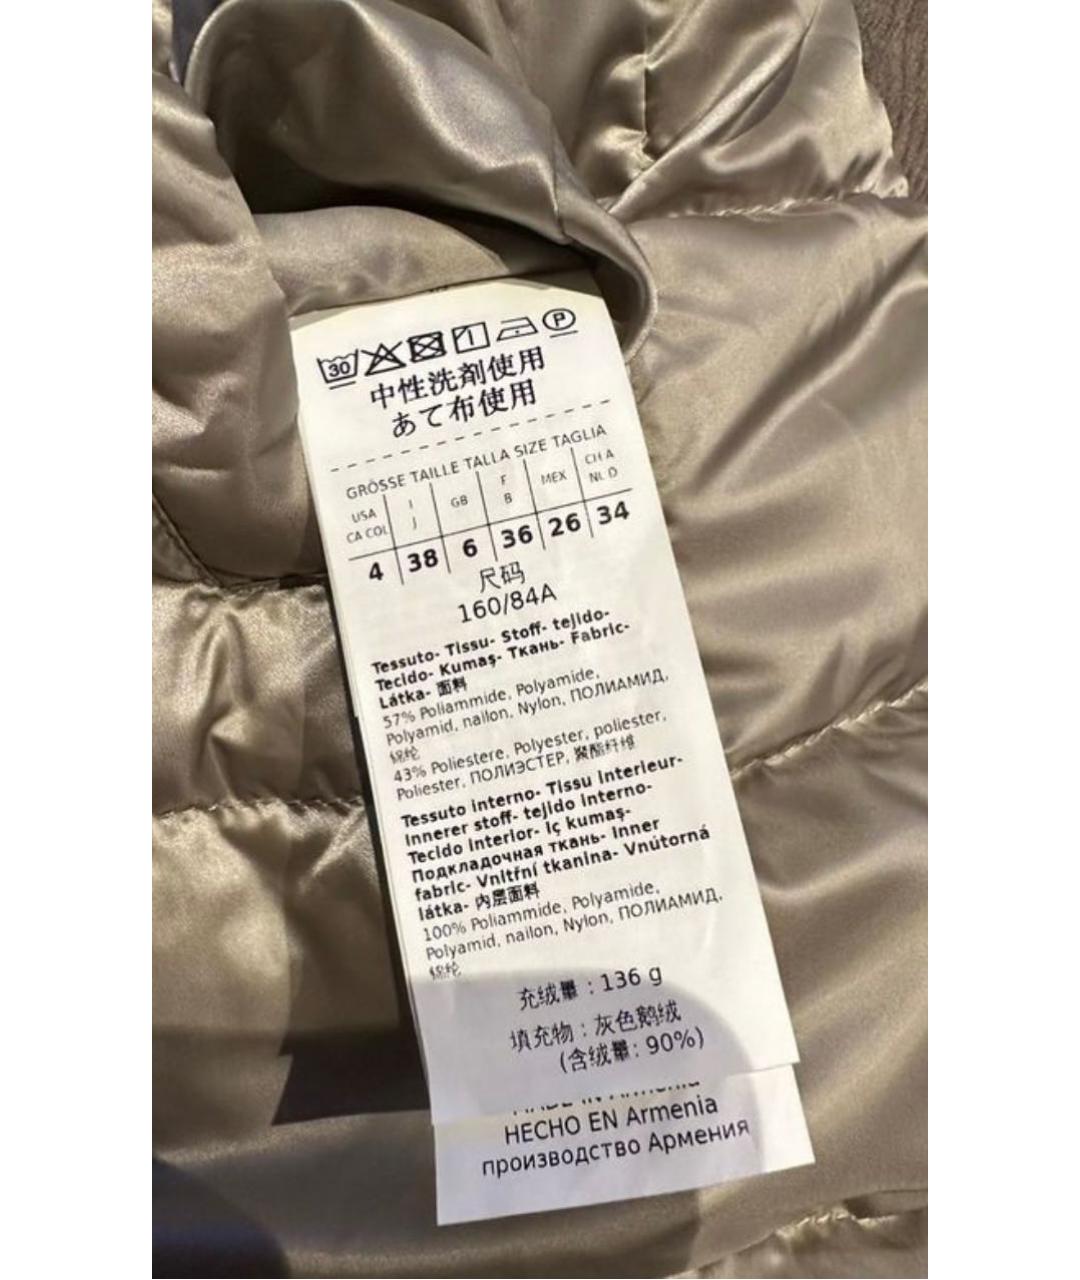 30 P
中性洗剤使用
あて布使用
GRÖSSE TAILLE TALLA SIZE TAGLIA
USA I GB F MEX CH A
CA COL J B NL D
4 38 6 36 26 34
尺码
160/84A
Tessuto- Tissu- Stoff- tejido-
Tecido- Kumaş- Ткань- Fabric-
Látka- 面料
57% Poliammide, Polyamide,
Polyamid, nailon, Nylon, ПОЛИАМИД,
锦纶
43% Poliestere, Polyester, poliester,
Poliester, ПОЛИЭСТЕР, 聚酯纤维
Tessuto interno- Tissu interieur-
Innerer stoff- tejido interno-
Tecido interior- iç kumaş-
Подкладочная ткань- Inner
fabric- Vnitřní tkanina- Vnútorná
látka- 内层面料
100% Poliammide, Polyamide,
Polyamid, nailon, Nylon, ПОЛИАМИД,
锦纶
充绒量 : 136 g
填充物 : 灰色鹅绒
(含绒量: 90%)
HECHO EN Armenia
производство Армения